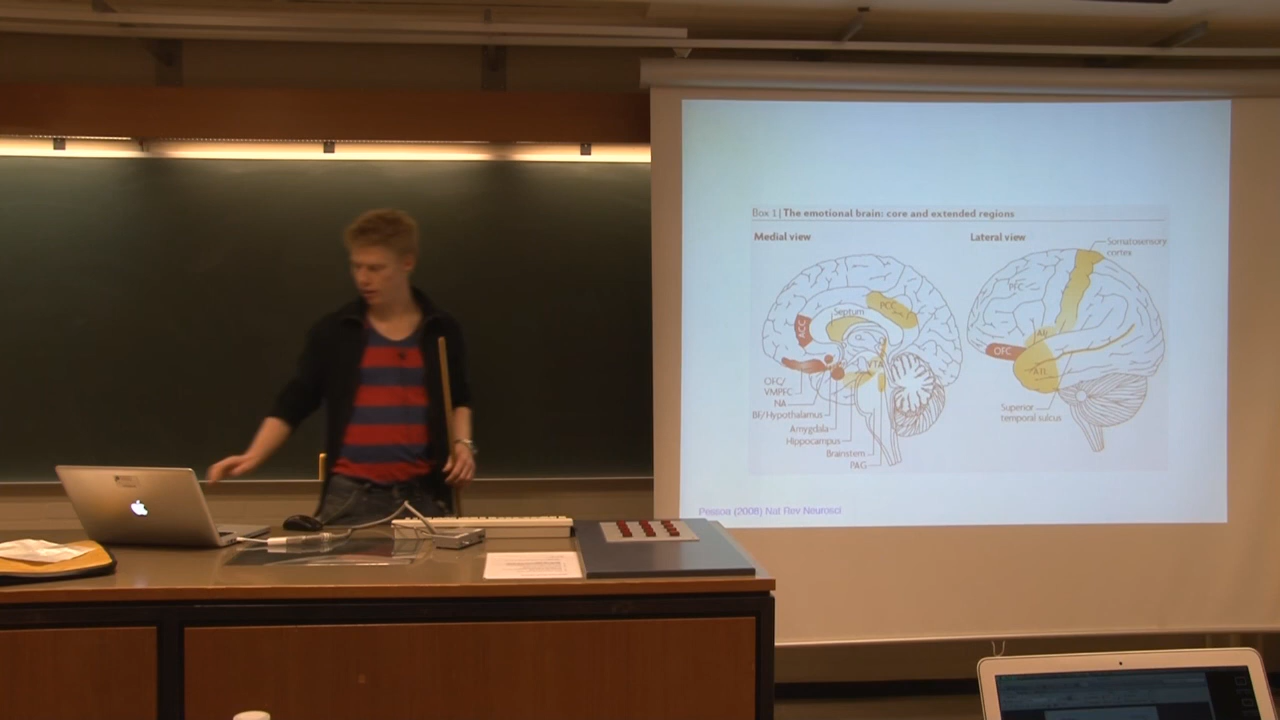 Box 1 | The emotional brain: core and extended regions
Medial view
Lateral view
Somatosensory
cortex
PFC
PCC
Septum
ACC
VTA
AI
OFC
ATL
OFC/
VMPFC
NA
BF/Hypothalamus
Amygdala
Hippocampus
Brainstem
PAG
Superior
temporal sulcus
Pessoa (2008) Nat Rev Neurosci